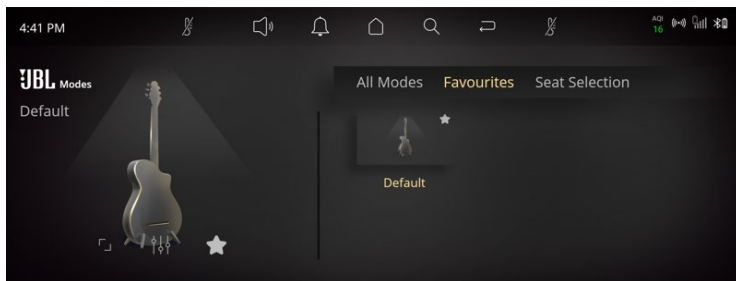 4:41 PM
AQI
16
JBL Modes
Default
All Modes Favourites Seat Selection
Default